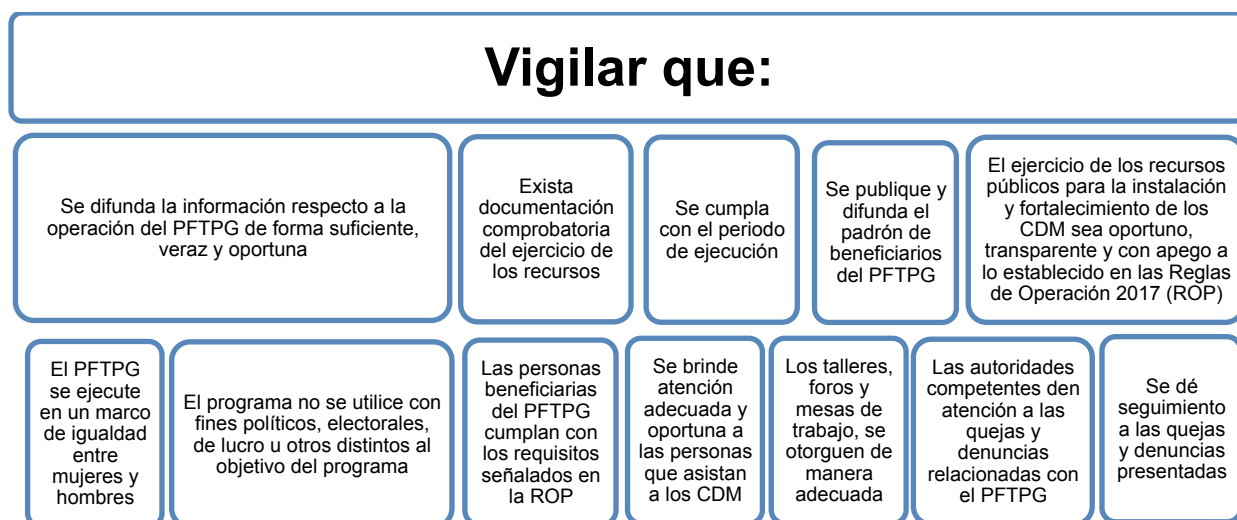 Vigilar que:
Se difunda la información respecto a la
operación del PFTPG de forma suficiente,
veraz y oportuna
Exista
documentación
comprobatoria
del ejercicio de
los recursos
Se cumpla
con el periodo
de ejecución
Se publique y
difunda el
padrón de
beneficiarios
del PFTPG
El ejercicio de los recursos
públicos para la instalación
y fortalecimiento de los
CDM sea oportuno,
transparente y con apego a
lo establecido en las Reglas
de Operación 2017 (ROP)
El PFTPG
se ejecute
en un marco
de igualdad
entre
mujeres y
hombres
El programa no se utilice con
fines políticos, electorales,
de lucro u otros distintos al
objetivo del programa
Las personas
beneficiarias
del PFTPG
cumplan con
los requisitos
señalados en
la ROP
Se brinde
atención
adecuada y
oportuna a
las personas
que asistan
a los CDM
Los talleres,
foros y
mesas de
trabajo, se
otorguen de
manera
adecuada
Las autoridades
competentes den
atención a las
quejas y
denuncias
relacionadas con
el PFTPG
Se dé
seguimiento
a las quejas
y denuncias
presentadas